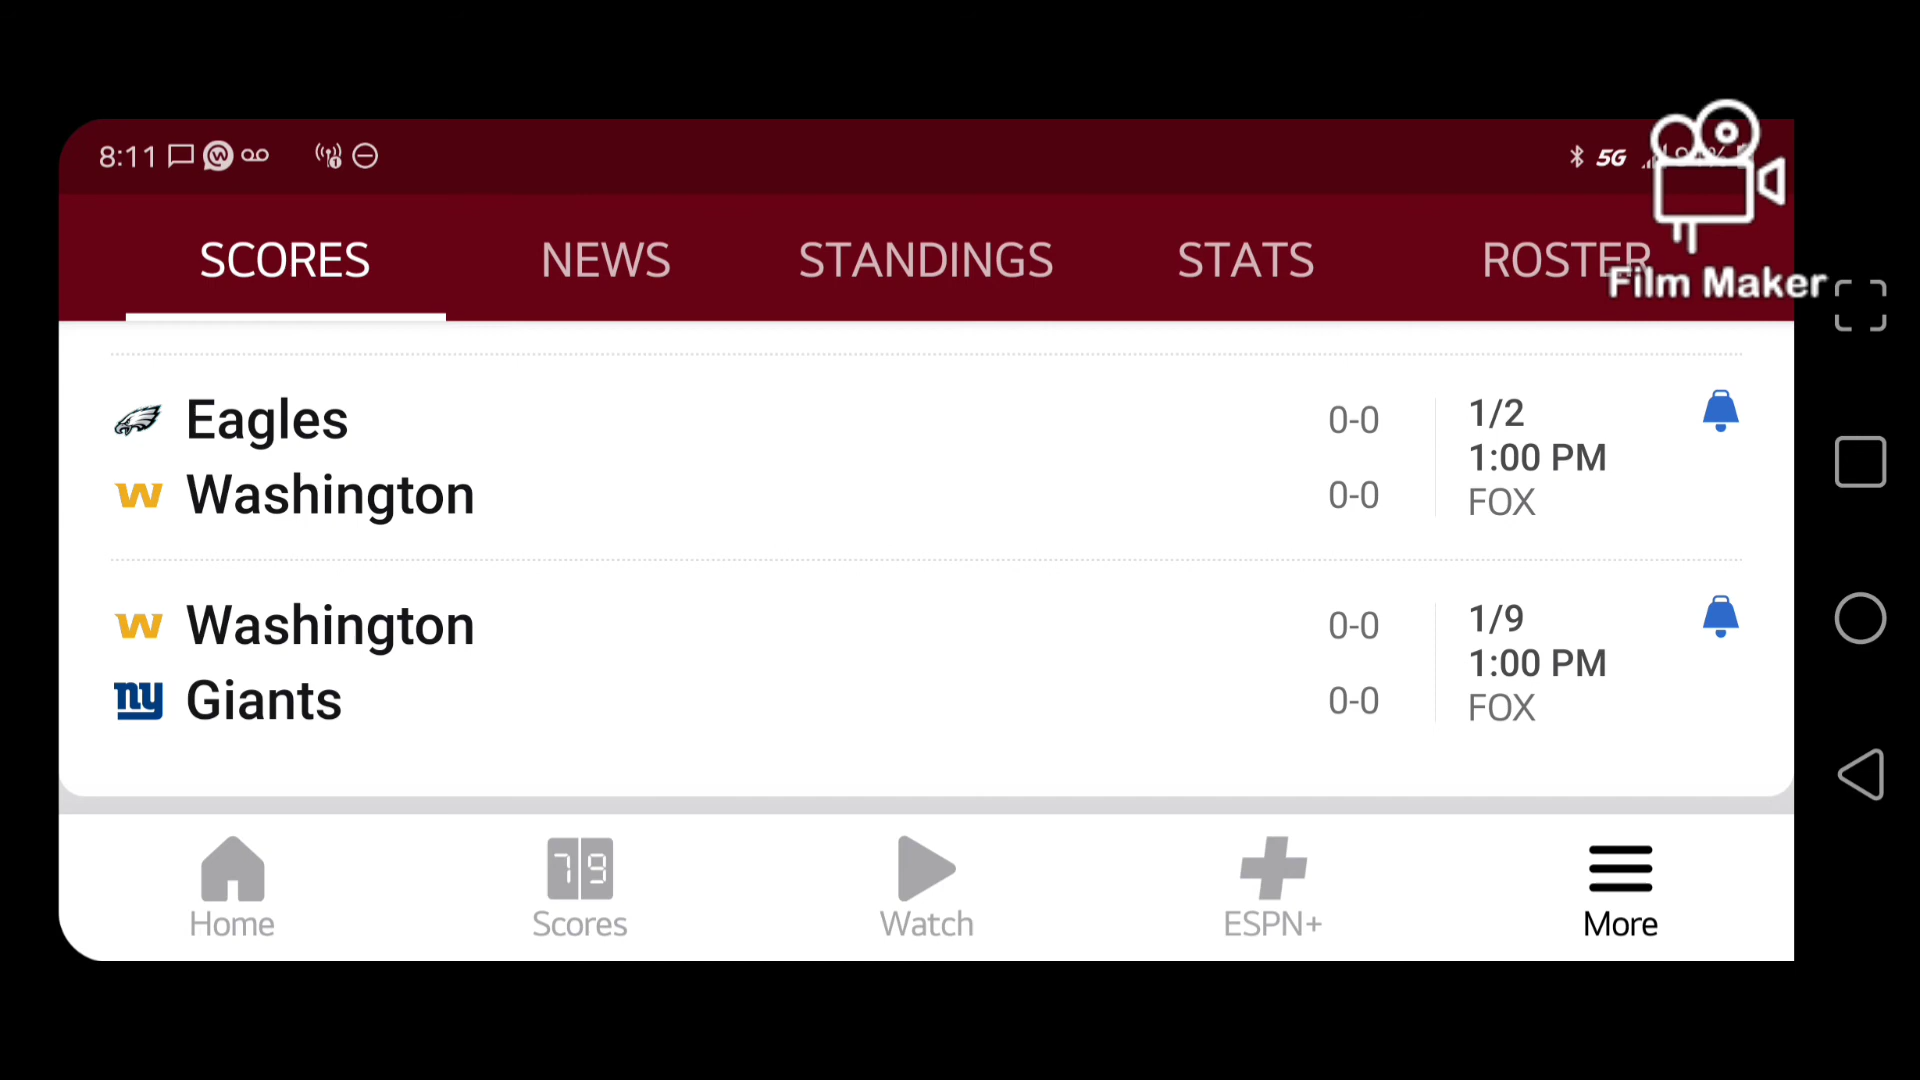 8:11
5G
SCORES NEWS STANDINGS STATS ROSTER
Film Maker
Eagles 0-0 1/2
1:00 PM
Washington 0-0 FOX
Washington 0-0 1/9
1:00 PM
ny Giants 0-0 FOX
79
Home Scores Watch ESPN+ More